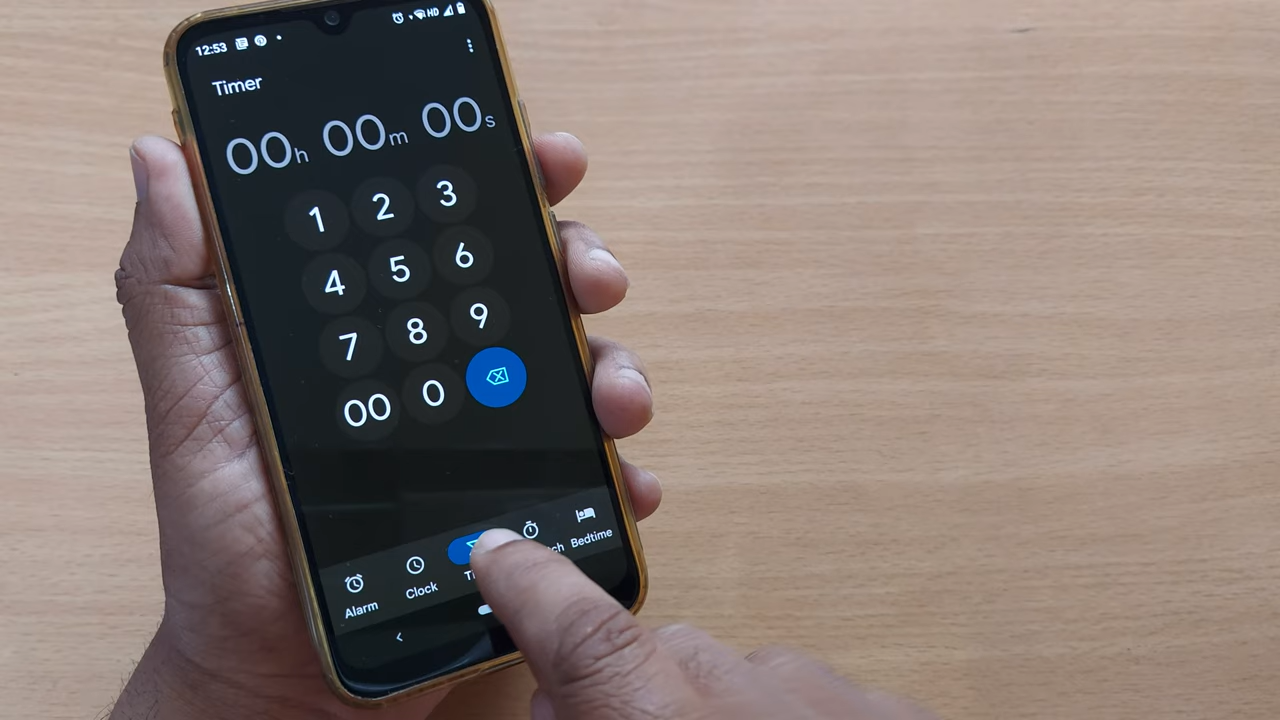 12:53 HD
Timer
00h 00m 00s
1 2 3
4 5 6
7 8 9
00 0
Alarm Clock Bedtime